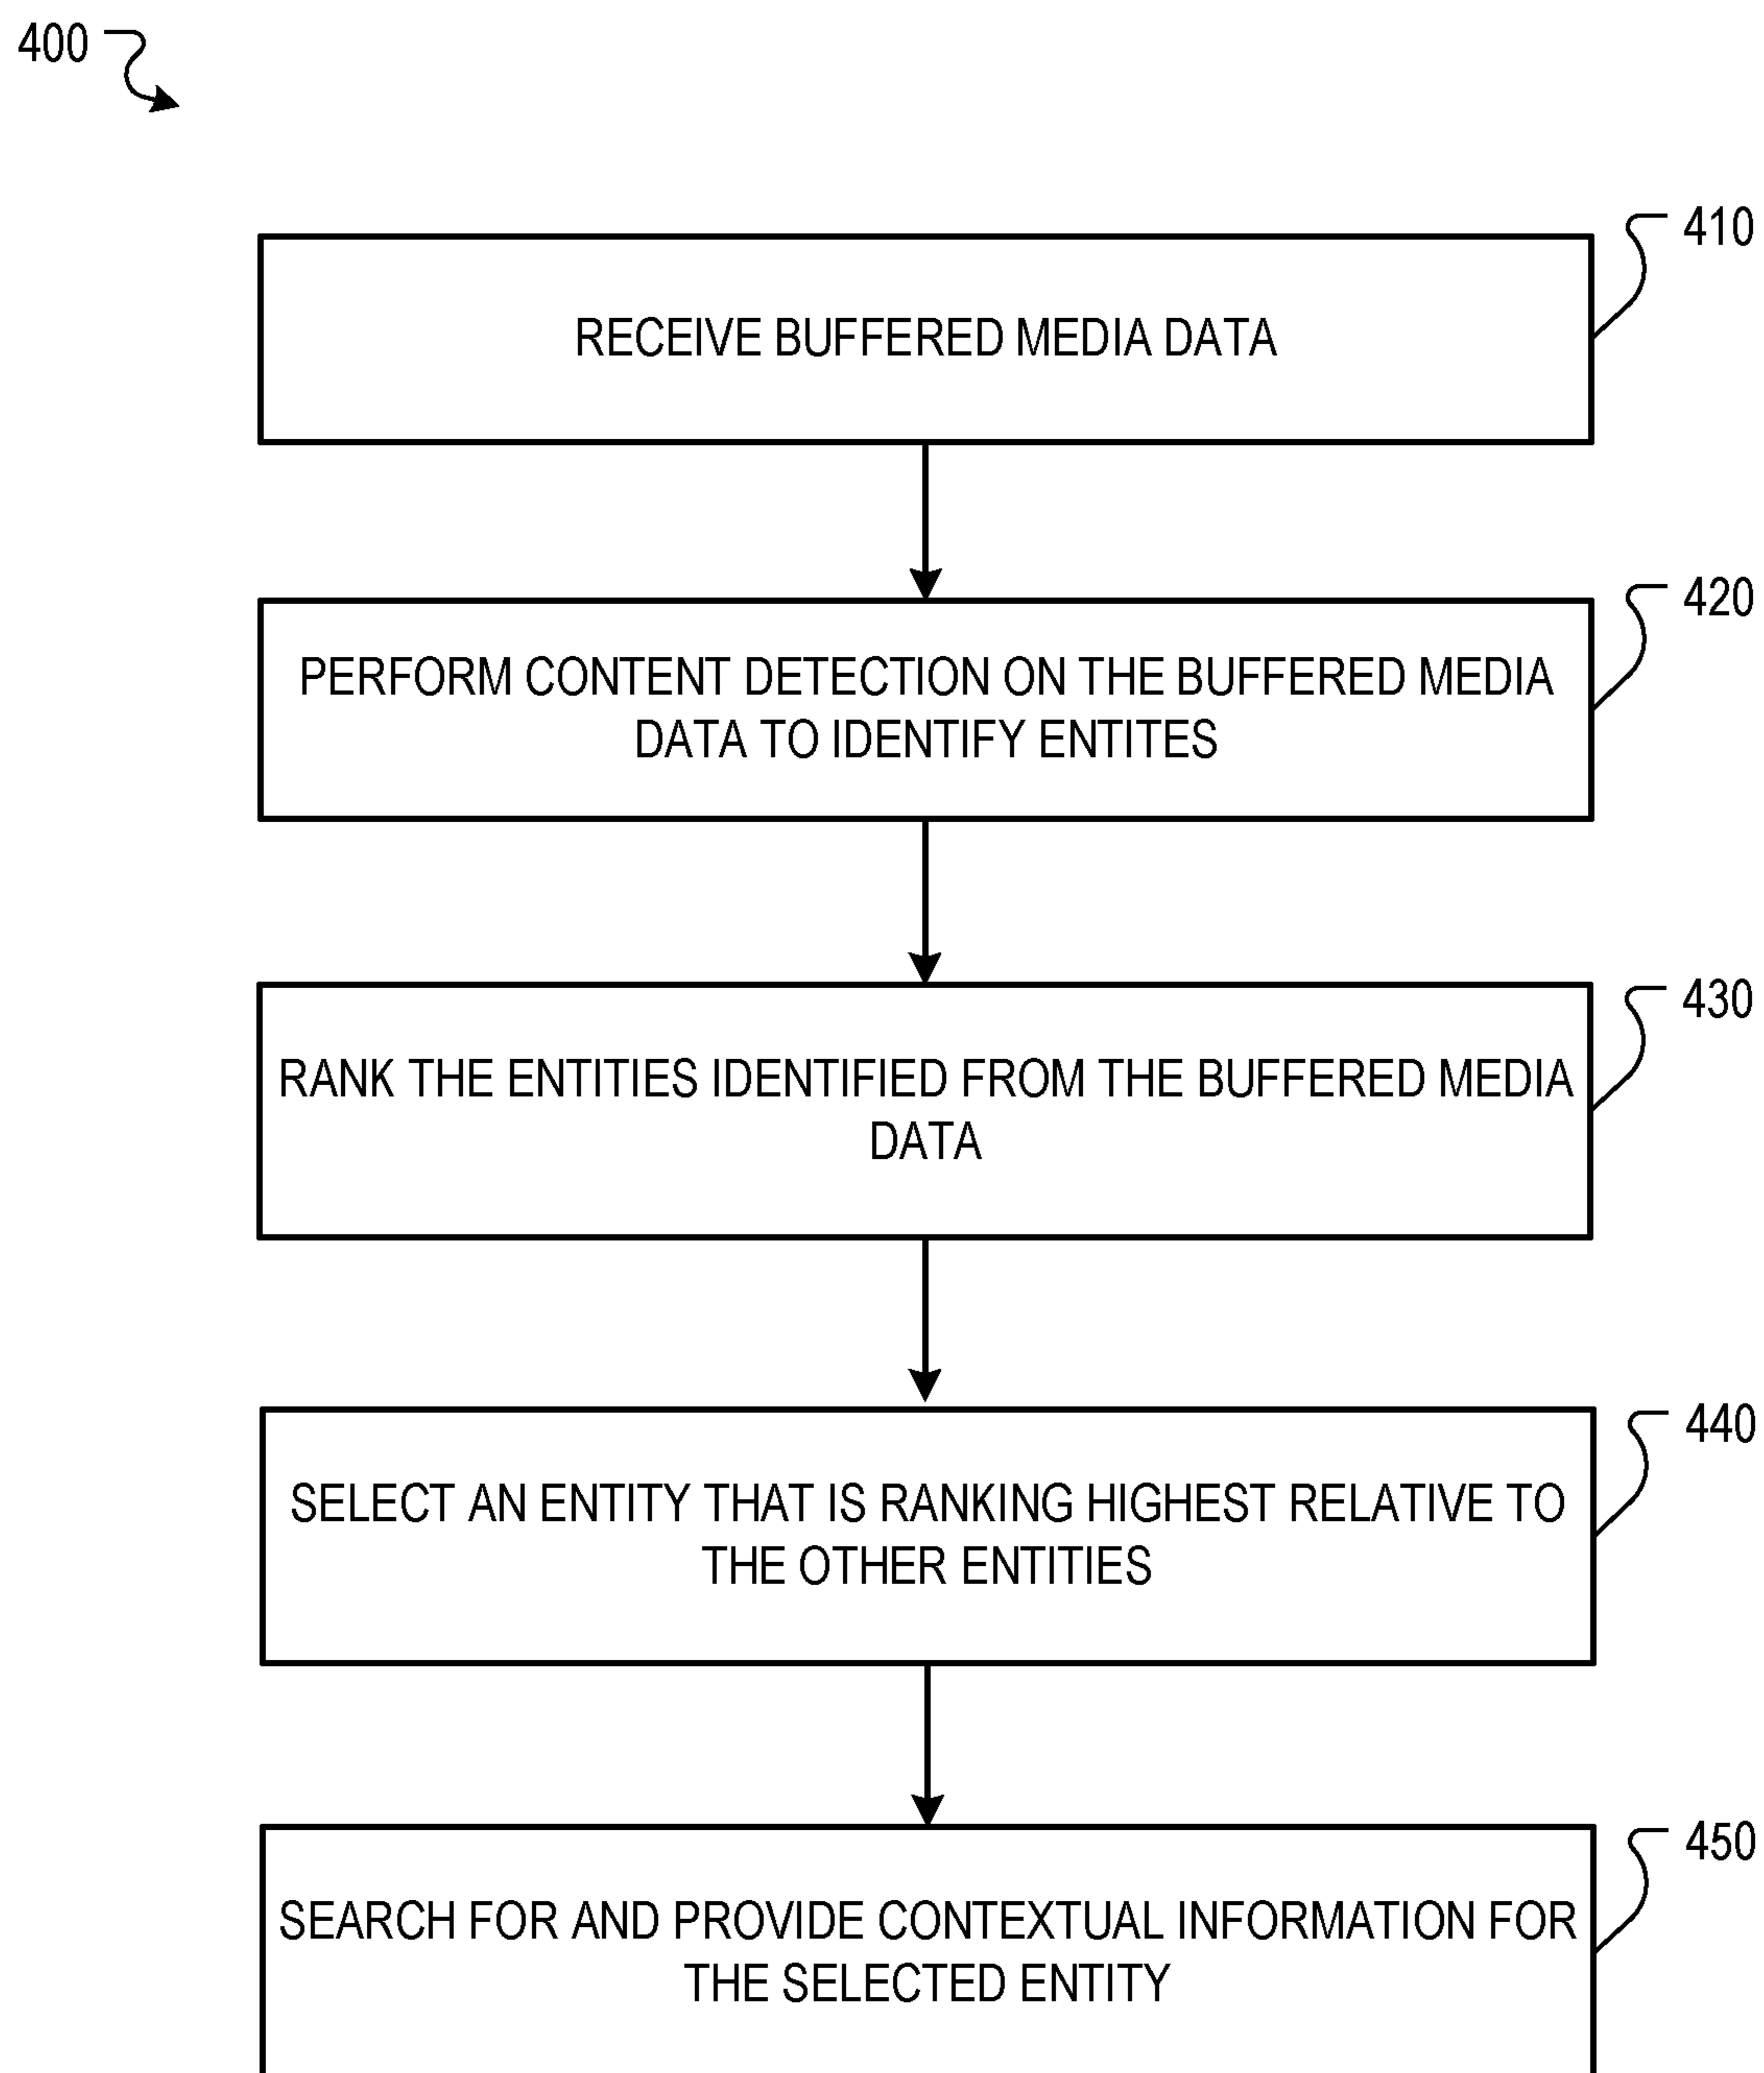 400
410
RECEIVE BUFFERED MEDIA DATA
420
PERFORM CONTENT DETECTION ON THE BUFFERED MEDIA
DATA TO IDENTIFY ENTITES
430
RANK THE ENTITIES IDENTIFIED FROM THE BUFFERED MEDIA
DATA
440
SELECT AN ENTITY THAT IS RANKING HIGHEST RELATIVE TO
THE OTHER ENTITIES
450
SEARCH FOR AND PROVIDE CONTEXTUAL INFORMATION FOR
THE SELECTED ENTITY